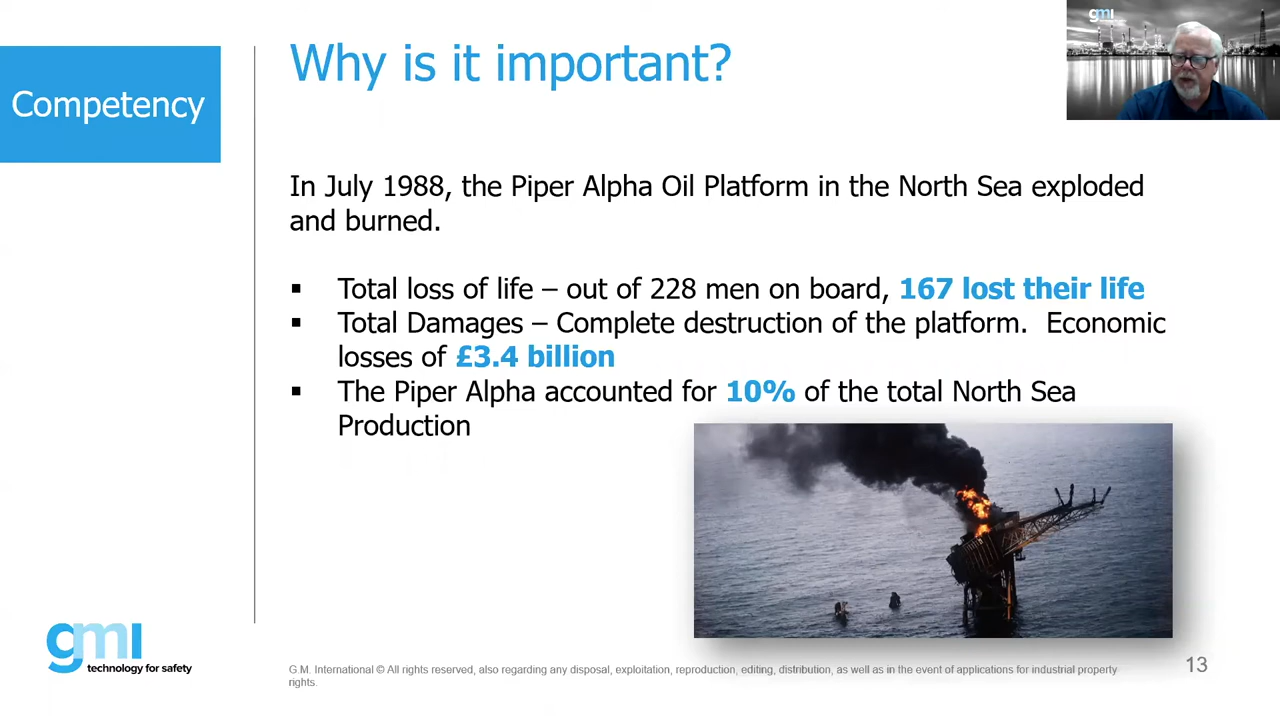 Competency
Why is it important?
gmi
In July 1988, the Piper Alpha Oil Platform in the North Sea exploded
and burned.
▪ Total loss of life – out of 228 men on board, 167 lost their life
▪ Total Damages – Complete destruction of the platform. Economic
losses of £3.4 billion
▪ The Piper Alpha accounted for 10% of the total North Sea
Production
gmi
technology for safety
G.M. International © All rights reserved, also regarding any disposal, exploitation, reproduction, editing, distribution, as well as in the event of applications for industrial property
rights.
13